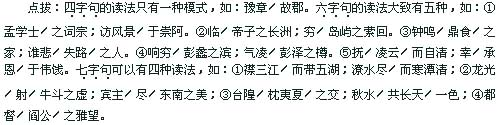 点拨：四字句的读法只有一种模式，如：豫章∕故郡。六字句的读法大致有五种，如：①
孟学士∕之词宗；访风景∕于崇阿。②临∕帝子之长洲；穷∕岛屿之萦回。③钟鸣∕鼎食∕之
家；谁悲∕失路∕之人。④响穷∕彭蠡之滨；气凌∕彭泽之樽。⑤抚∕凌云∕而自惜；幸∕承
恩∕于伟饯。七字句可以有四种读法，如：①襟三江∕而带五湖；潦水尽∕而寒潭清；②龙光
∕射∕牛斗之虚；宾主∕尽∕东南之美；③台隍∕枕夷夏∕之交；秋水∕共长天∕一色；④都
督∕阎公∕之雅望。